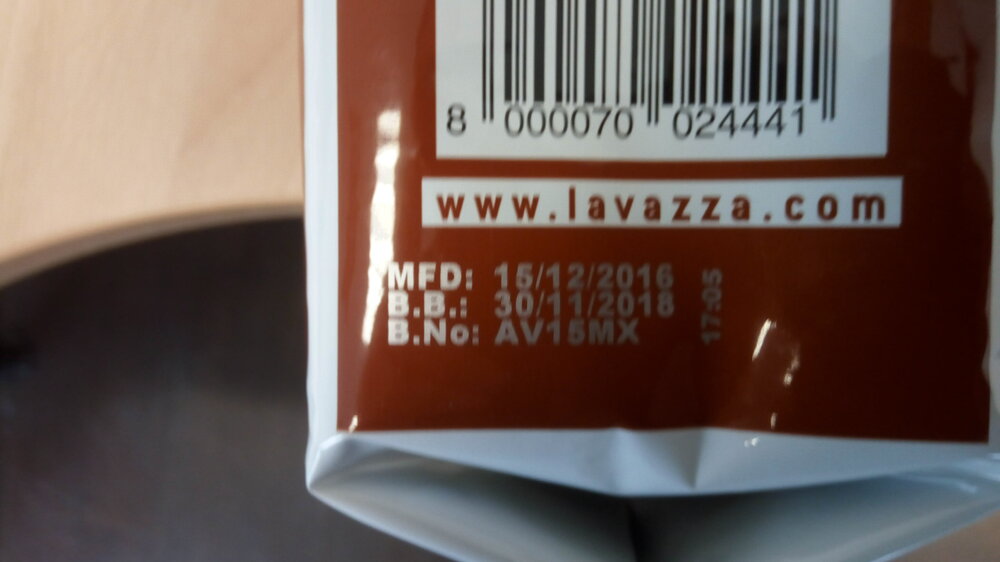 8 000070 024441
www.lavazza.com
MFD: 15/12/2016
B.B.: 30/11/2018
B.No: AV15MX
17:05